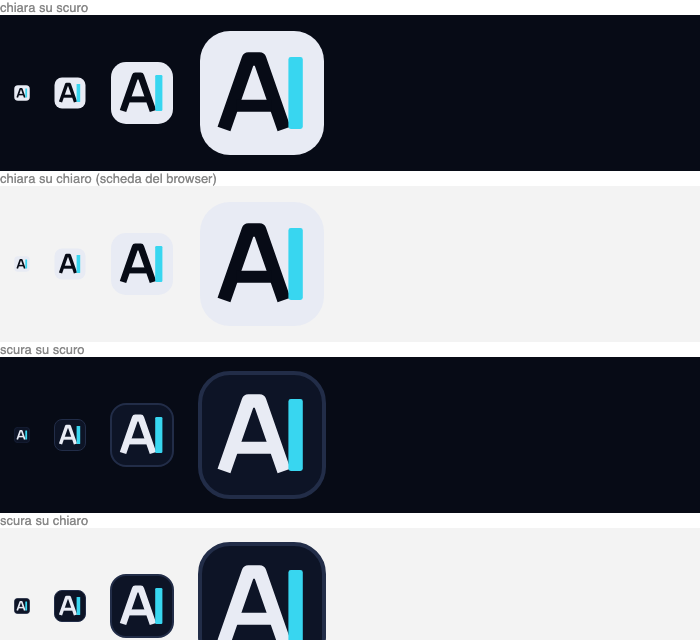 chiara su scuro
AI AI AI AI
chiara su chiaro (scheda del browser)
AI AI AI AI
scura su scuro
AI AI AI AI
scura su chiaro
AI AI AI AI